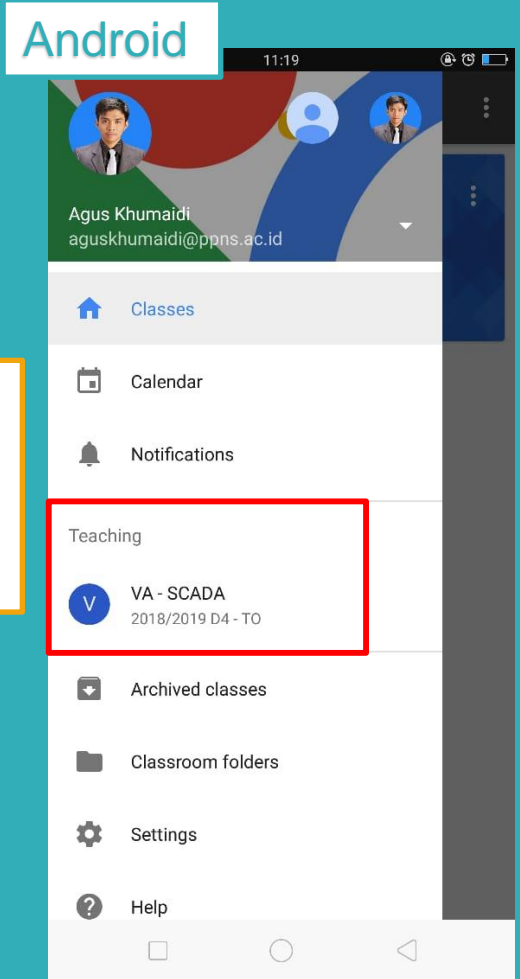 Android
11:19
Agus Khumaidi
aguskhumaidi@ppns.ac.id
Classes
Calendar
Notifications
Teaching
V
VA - SCADA
2018/2019 D4 - TO
Archived classes
Classroom folders
Settings
Help